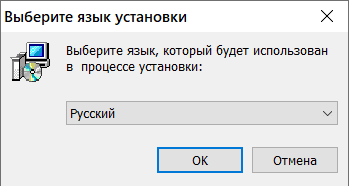 Выберите язык установки
Выберите язык, который будет использован
в процессе установки:
Русский
OK
Отмена